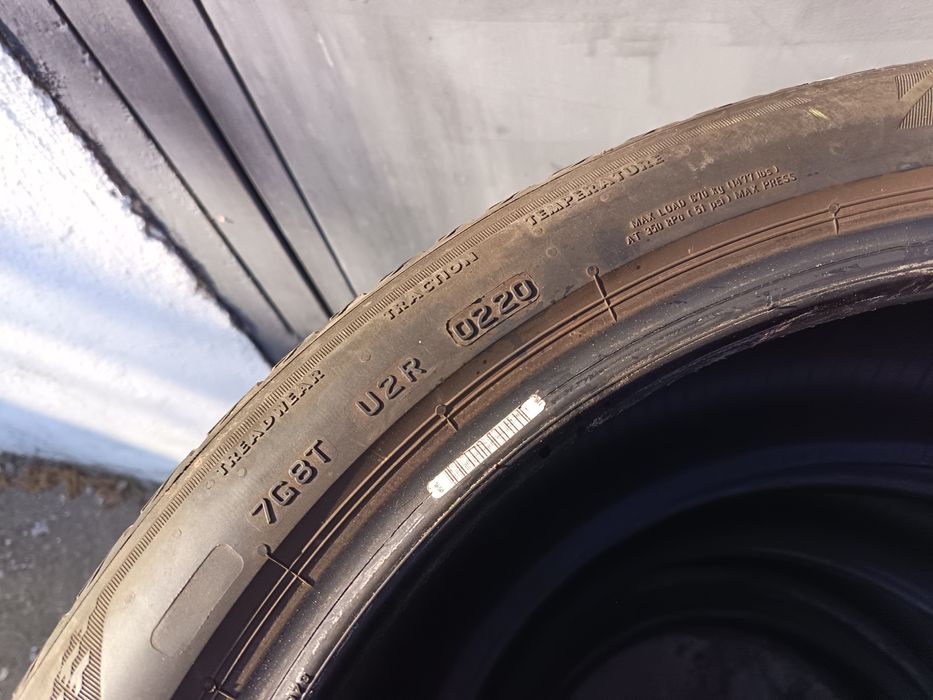 TREADWEAR TRACTION TEMPERATURE
7G8T U2R 0220
MAX LOAD 670 kg (1477 lbs)
AT 350 kPa (51 psi) MAX PRESS